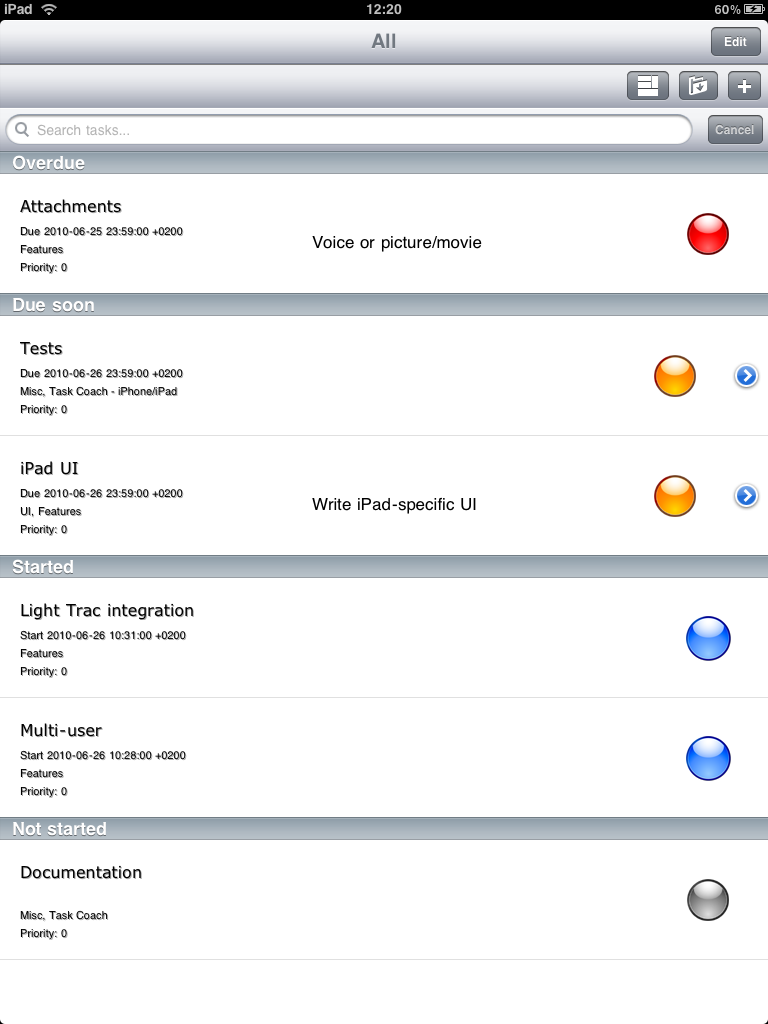 iPad 12:20 60%
All Edit
Search tasks... Cancel
Overdue
Attachments
Due 2010-06-25 23:59:00 +0200
Voice or picture/movie
Features
Priority: 0
Due soon
Tests
Due 2010-06-26 23:59:00 +0200
Misc, Task Coach - iPhone/iPad
Priority: 0
iPad UI
Due 2010-06-26 23:59:00 +0200
Write iPad-specific UI
UI, Features
Priority: 0
Started
Light Trac integration
Start 2010-06-26 10:31:00 +0200
Features
Priority: 0
Multi-user
Start 2010-06-26 10:28:00 +0200
Features
Priority: 0
Not started
Documentation
Misc, Task Coach
Priority: 0